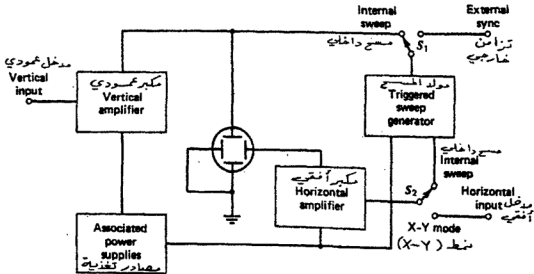 Internal
sweep
مسح داخلي
S1
External
sync
تزامن
خارجي
مدخل عمودي
Vertical
input
مكبر عمودي
Vertical
amplifier
مولد المسح
Triggered
sweep
generator
مسح داخلي
Internal
sweep
مكبر أفقي
Horizontal
amplifier
S2
Horizontal
input
مدخل
أفقي
X-Y mode
نمط (X-Y)
Associated
power
supplies
مصادر تغذية